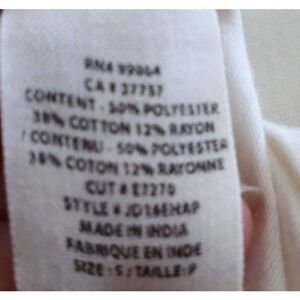 RN# 99064
CA # 37757
CONTENT - 50% POLYESTER
38% COTTON 12% RAYON
/ CONTENU - 50% POLYESTER
38% COTON 12% RAYONNE
CUT # E7270
STYLE # JD16EHAP
MADE IN INDIA
FABRIQUE EN INDE
SIZE : S / TAILLE : P